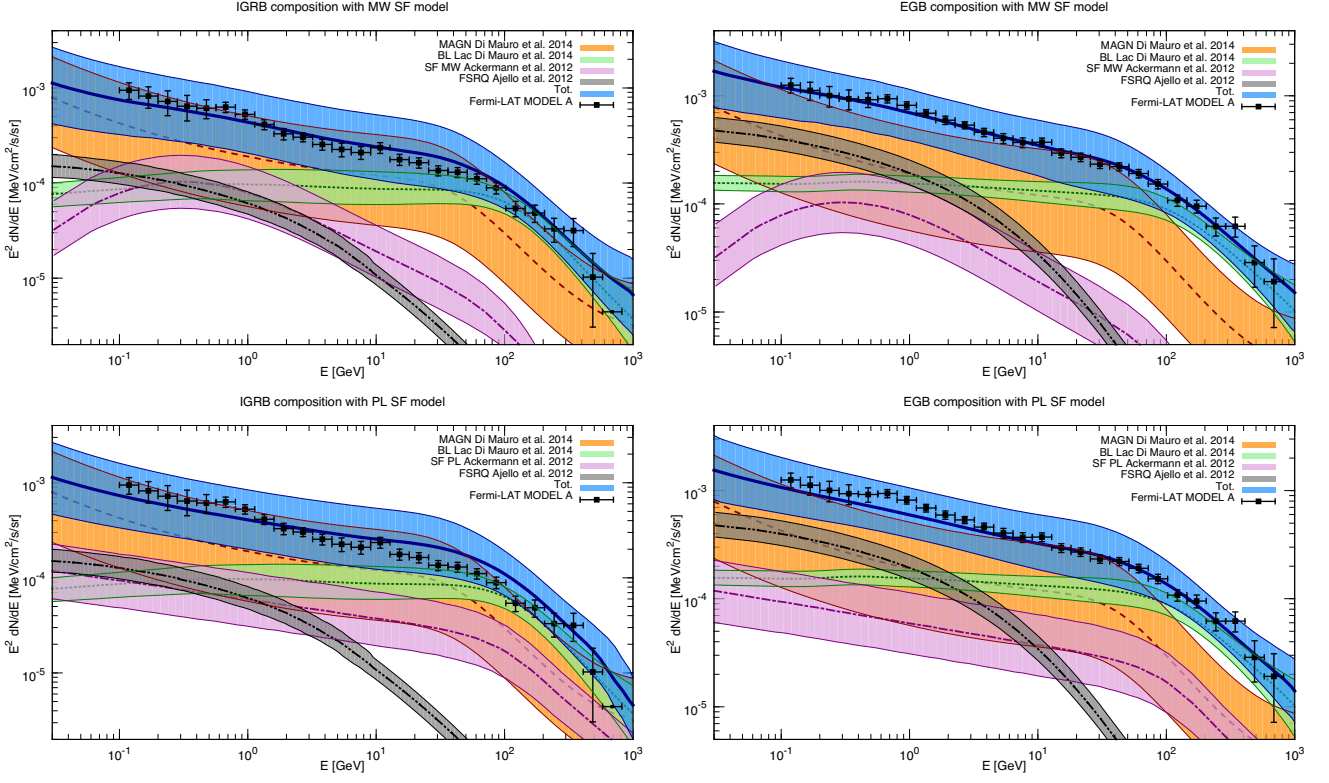 IGRB composition with MW SF model
MAGN Di Mauro et al. 2014
BL Lac Di Mauro et al. 2014
SF MW Ackermann et al. 2012
FSRQ Ajello et al. 2012
Tot.
Fermi-LAT MODEL A
E² dN/dE [MeV/cm²/s/sr]
10⁻³
10⁻⁴
10⁻⁵
10⁻¹ 10⁰ 10¹ 10² 10³
E [GeV]
EGB composition with MW SF model
MAGN Di Mauro et al. 2014
BL Lac Di Mauro et al. 2014
SF MW Ackermann et al. 2012
FSRQ Ajello et al. 2012
Tot.
Fermi-LAT MODEL A
E² dN/dE [MeV/cm²/s/sr]
10⁻³
10⁻⁴
10⁻⁵
10⁻¹ 10⁰ 10¹ 10² 10³
E [GeV]
IGRB composition with PL SF model
MAGN Di Mauro et al. 2014
BL Lac Di Mauro et al. 2014
SF PL Ackermann et al. 2012
FSRQ Ajello et al. 2012
Tot.
Fermi-LAT MODEL A
E² dN/dE [MeV/cm²/s/sr]
10⁻³
10⁻⁴
10⁻⁵
10⁻¹ 10⁰ 10¹ 10² 10³
E [GeV]
EGB composition with PL SF model
MAGN Di Mauro et al. 2014
BL Lac Di Mauro et al. 2014
SF PL Ackermann et al. 2012
FSRQ Ajello et al. 2012
Tot.
Fermi-LAT MODEL A
E² dN/dE [MeV/cm²/s/sr]
10⁻³
10⁻⁴
10⁻⁵
10⁻¹ 10⁰ 10¹ 10² 10³
E [GeV]